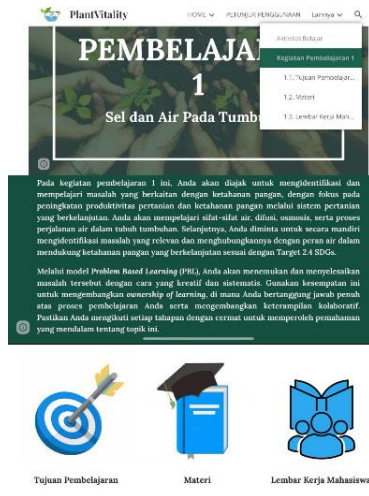 PlantVitality
HOME
PETUNJUK PENGGUNAAN
Lainnya
Aktivitas Belajar
Kegiatan Pembelajaran 1
1.1. Tujuan Pembelajar...
1.2. Materi
1.3. Lembar Kerja Mah...
PEMBELAJA
1
Sel dan Air Pada Tumbu
Pada kegiatan pembelajaran 1 ini, Anda akan diajak untuk mengidentifikasi dan
mempelajari masalah yang berkaitan dengan ketahanan pangan, dengan fokus pada
peningkatan produktivitas pertanian dan ketahanan pangan melalui sistem pertanian
yang berkelanjutan. Anda akan mempelajari sifat-sifat air, difusi, osmosis, serta proses
perjalanan air dalam tubuh tumbuhan. Selanjutnya, Anda diminta untuk secara mandiri
mengidentifikasi masalah yang relevan dan menghubungkannya dengan peran air dalam
mendukung ketahanan pangan yang berkelanjutan sesuai dengan Target 2.4 SDGs.
Melalui model Problem Based Learning (PBL), Anda akan menemukan dan menyelesaikan
masalah tersebut dengan cara yang kreatif dan sistematis. Gunakan kesempatan ini
untuk mengembangkan ownership of learning, di mana Anda bertanggung jawab penuh
atas proses pembelajaran Anda serta mengembangkan keterampilan kolaboratif.
Pastikan Anda mengikuti setiap tahapan dengan cermat untuk memperoleh pemahaman
yang mendalam tentang topik ini.
Tujuan Pembelajaran
Materi
Lembar Kerja Mahasiswa